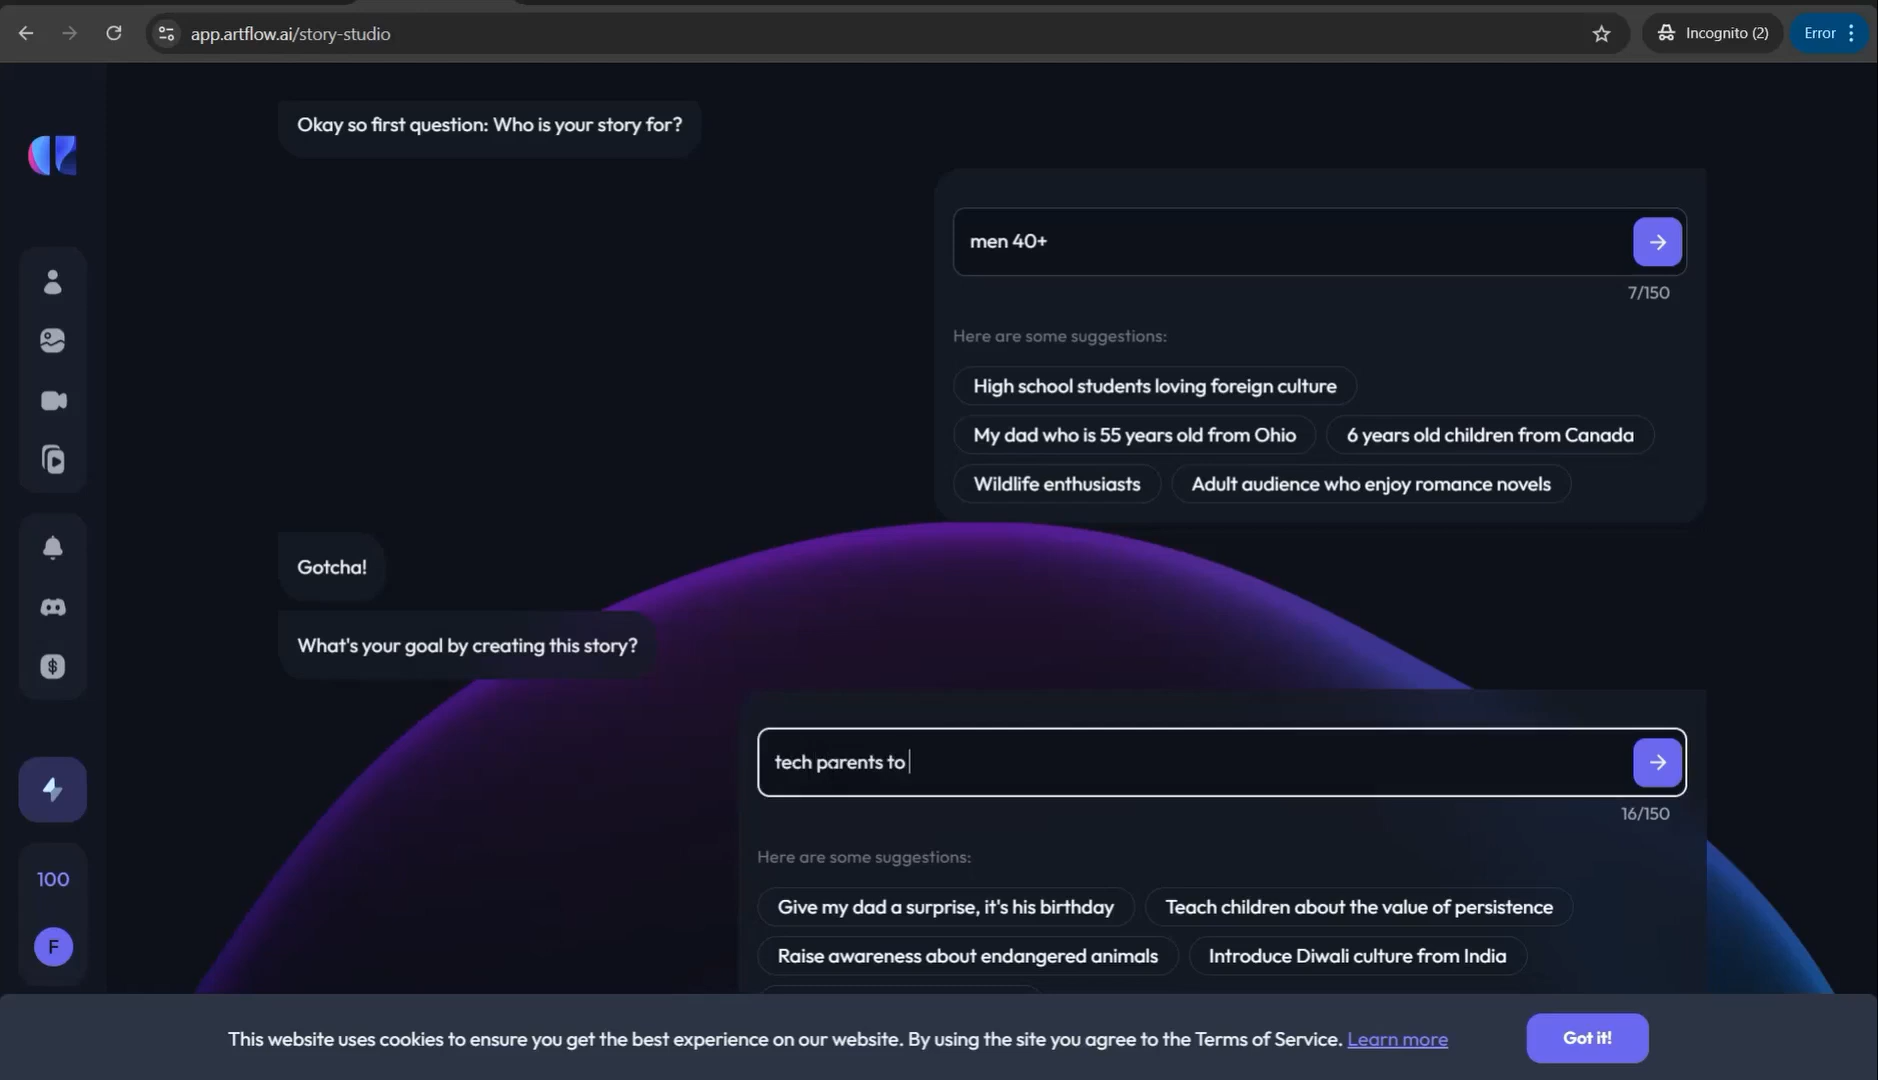 app.artflow.ai/story-studio
Incognito (2)
Error
Okay so first question: Who is your story for?
men 40+
7/150
Here are some suggestions:
High school students loving foreign culture
My dad who is 55 years old from Ohio
6 years old children from Canada
Wildlife enthusiasts
Adult audience who enjoy romance novels
Gotcha!
What's your goal by creating this story?
tech parents to
16/150
Here are some suggestions:
Give my dad a surprise, it's his birthday
Teach children about the value of persistence
Raise awareness about endangered animals
Introduce Diwali culture from India
100
F
This website uses cookies to ensure you get the best experience on our website. By using the site you agree to the Terms of Service. Learn more
Got it!